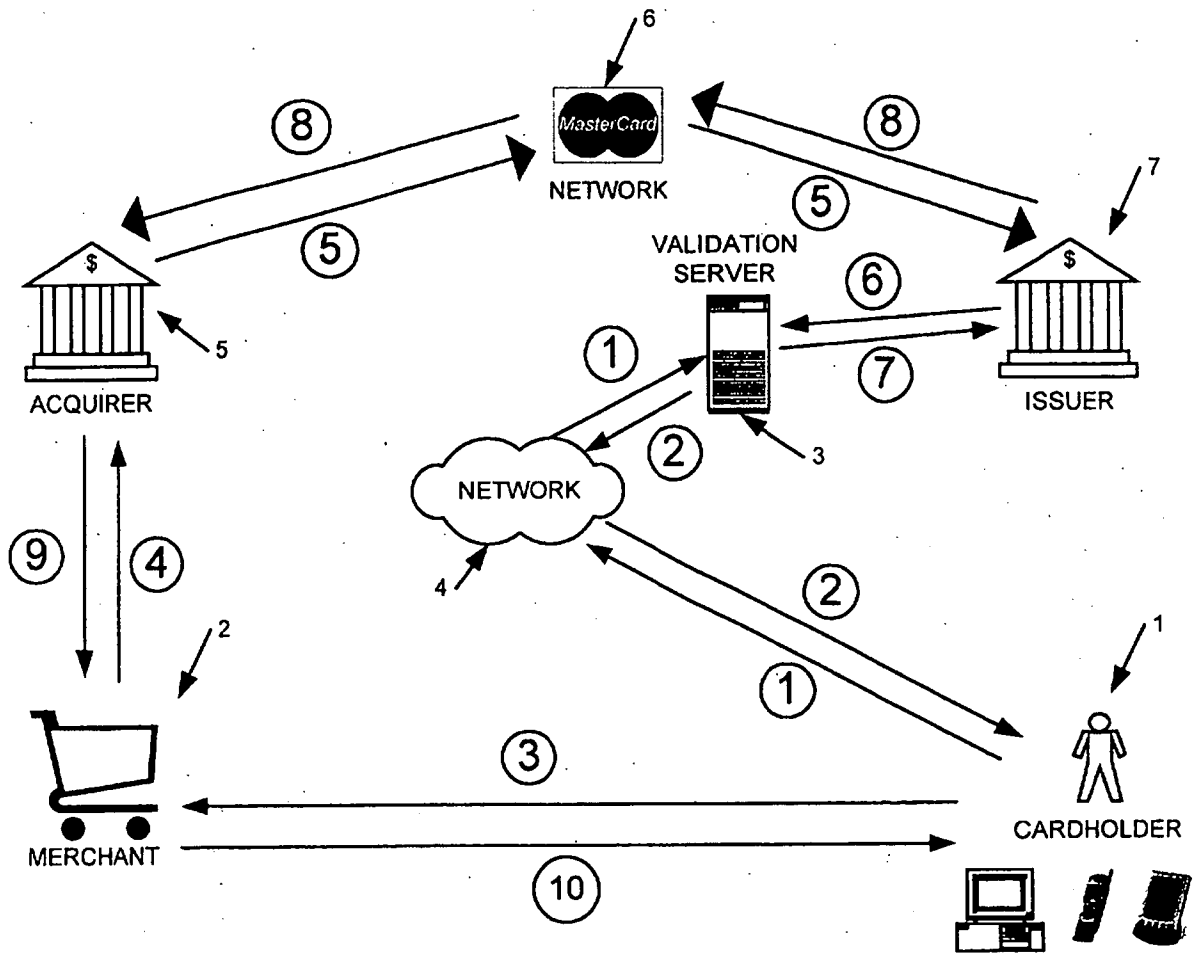 6
8
MasterCard
8
NETWORK
7
5
5
VALIDATION
SERVER
$
$
6
5
1
7
ACQUIRER
ISSUER
2
3
NETWORK
9
4
4
2
2
1
1
3
CARDHOLDER
MERCHANT
10